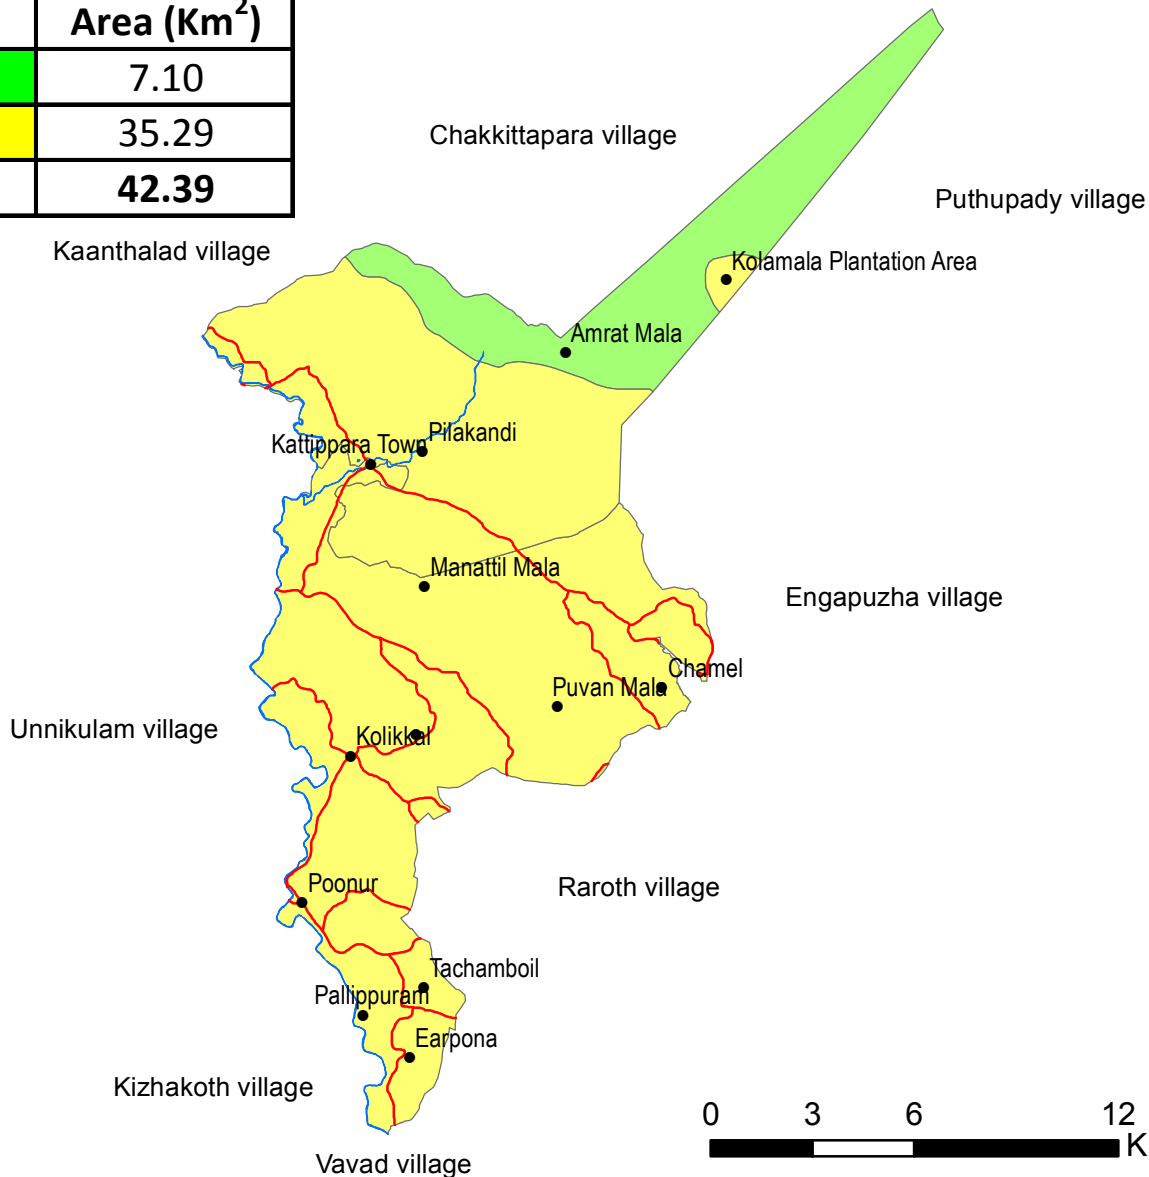 Area (Km²)
7.10
35.29
42.39
Chakkittapara village
Puthupady village
Kaanthalad village
Kolamala Plantation Area
Amrat Mala
Pilakandi
Kattippara Town
Manattil Mala
Engapuzha village
Chamel
Puvan Mala
Unnikulam village
Kolikkal
Poonur
Raroth village
Tachamboil
Pallippuram
Earpona
Kizhakoth village
0 3 6 12
K
Vavad village